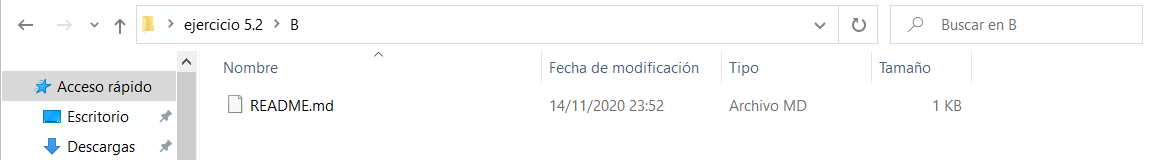 ejercicio 5.2 B
Buscar en B
Nombre Fecha de modificación Tipo Tamaño
Acceso rápido
README.md 14/11/2020 23:52 Archivo MD 1 KB
Escritorio
Descargas